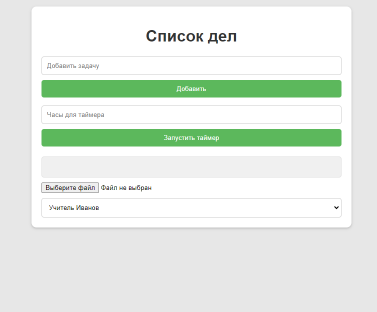 Список дел
Добавить задачу
Добавить
Часы для таймера
Запустить таймер
Выберите файл Файл не выбран
Учитель Иванов